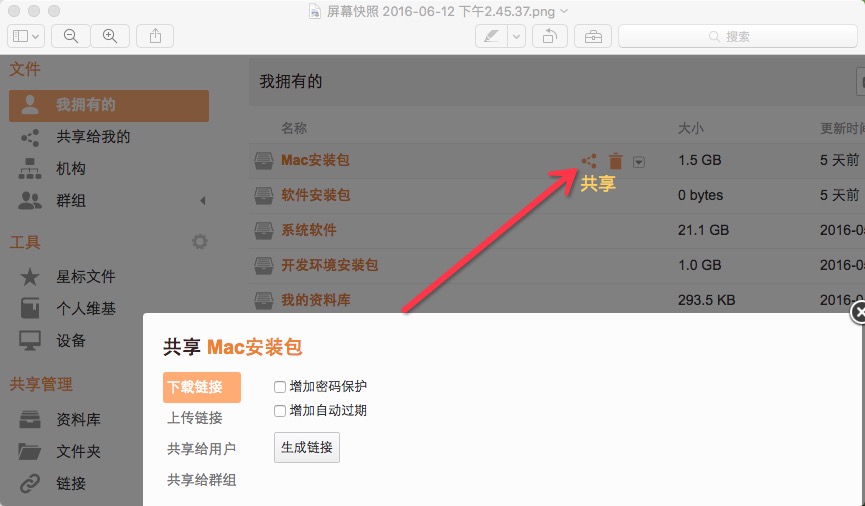 屏幕快照 2016-06-12 下午2.45.37.png
搜索
文件
我拥有的
共享给我的
机构
群组
工具
星标文件
个人维基
设备
共享管理
资料库
文件夹
链接
我拥有的
名称 大小 更新时间
Mac安装包 1.5 GB 5 天前
共享
软件安装包 0 bytes 5 天前
系统软件 21.1 GB 2016-0
开发环境安装包 1.0 GB 2016-0
我的资料库 293.5 KB 2016-0
共享 Mac安装包
下载链接
上传链接
共享给用户
共享给群组
增加密码保护
增加自动过期
生成链接